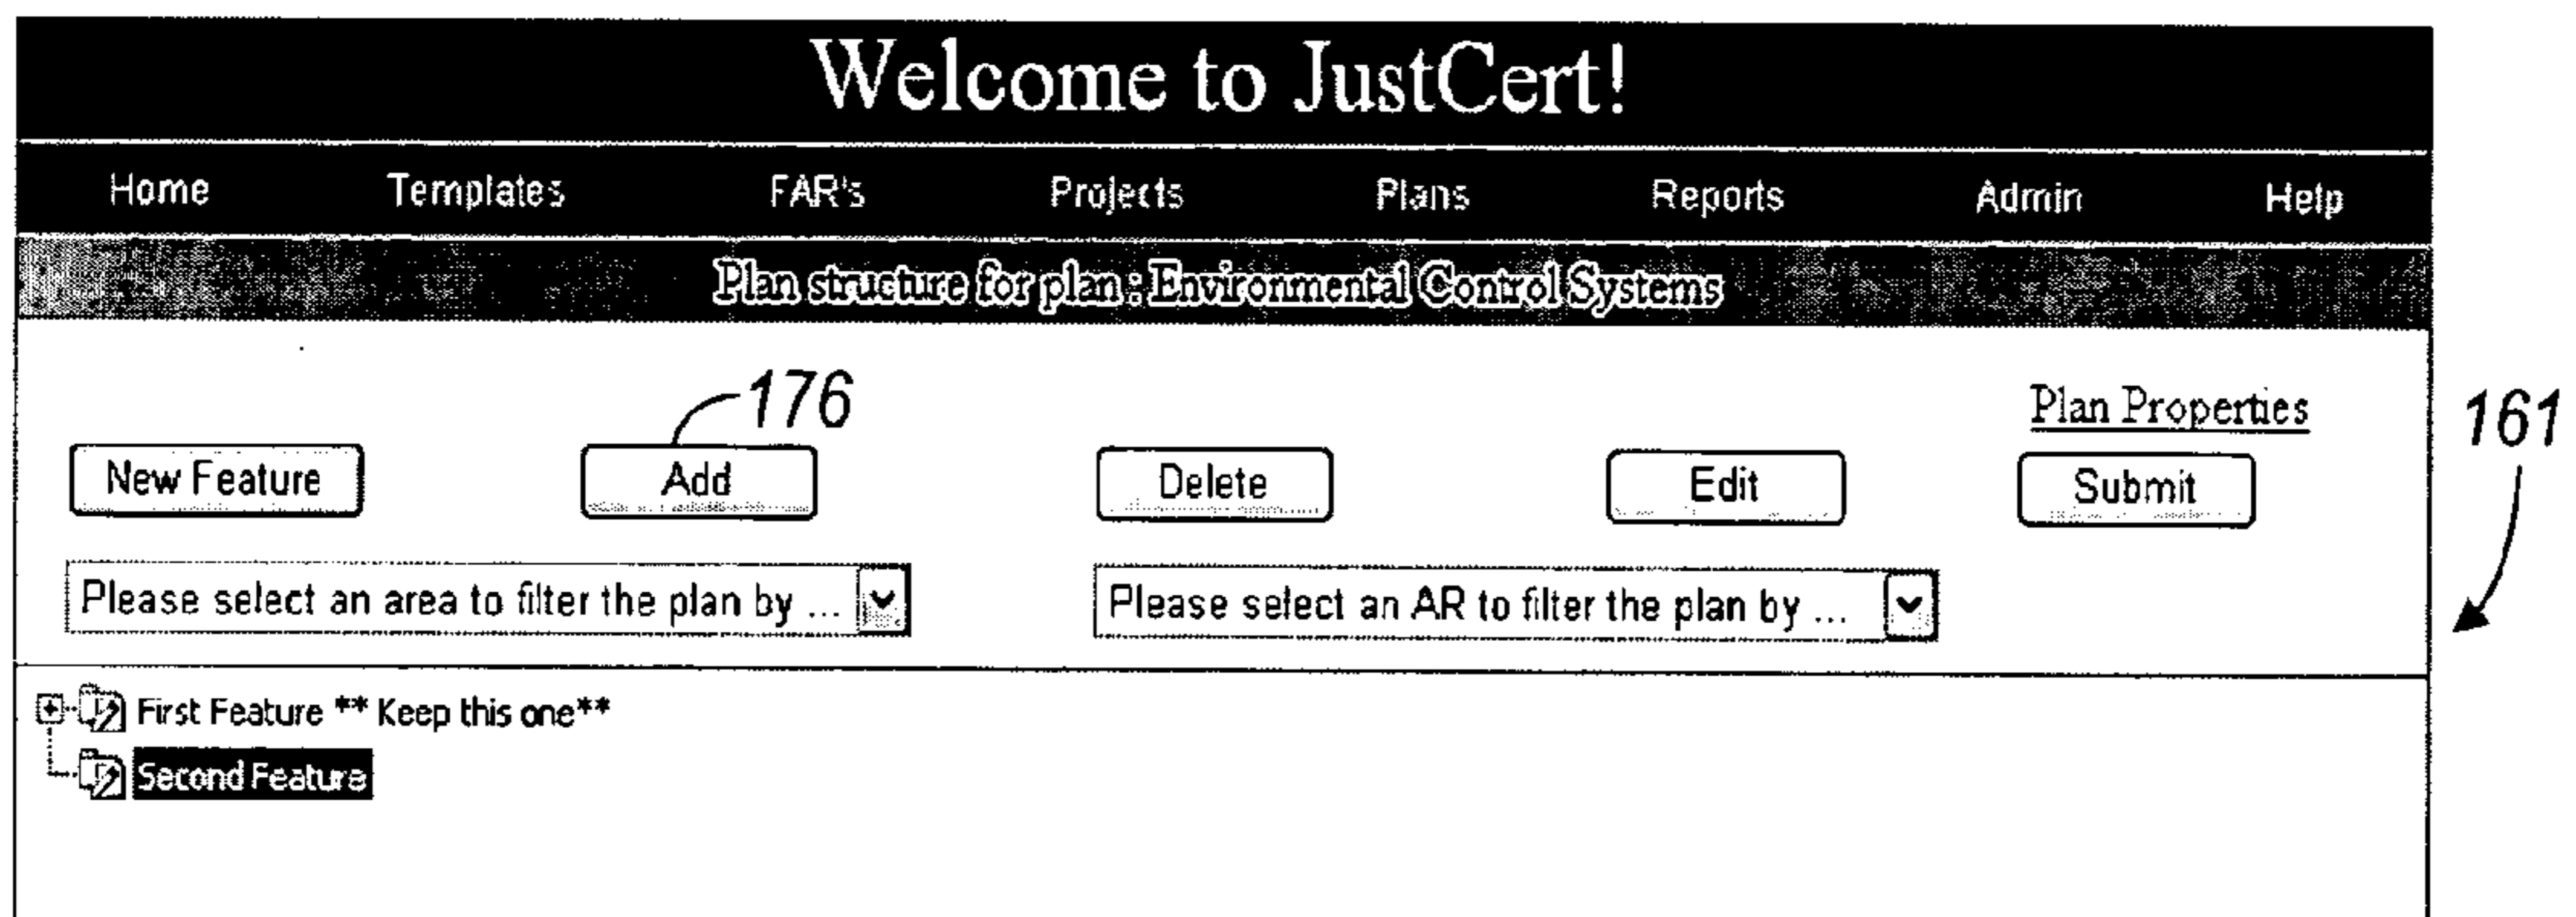 Welcome to JustCert!
Home Templates FAR's Projects Plans Reports Admin Help
Plan structure for plan : Environmental Control Systems
176
Plan Properties
161
New Feature Add Delete Edit Submit
Please select an area to filter the plan by ... Please select an AR to filter the plan by ...
First Feature ** Keep this one**
Second Feature